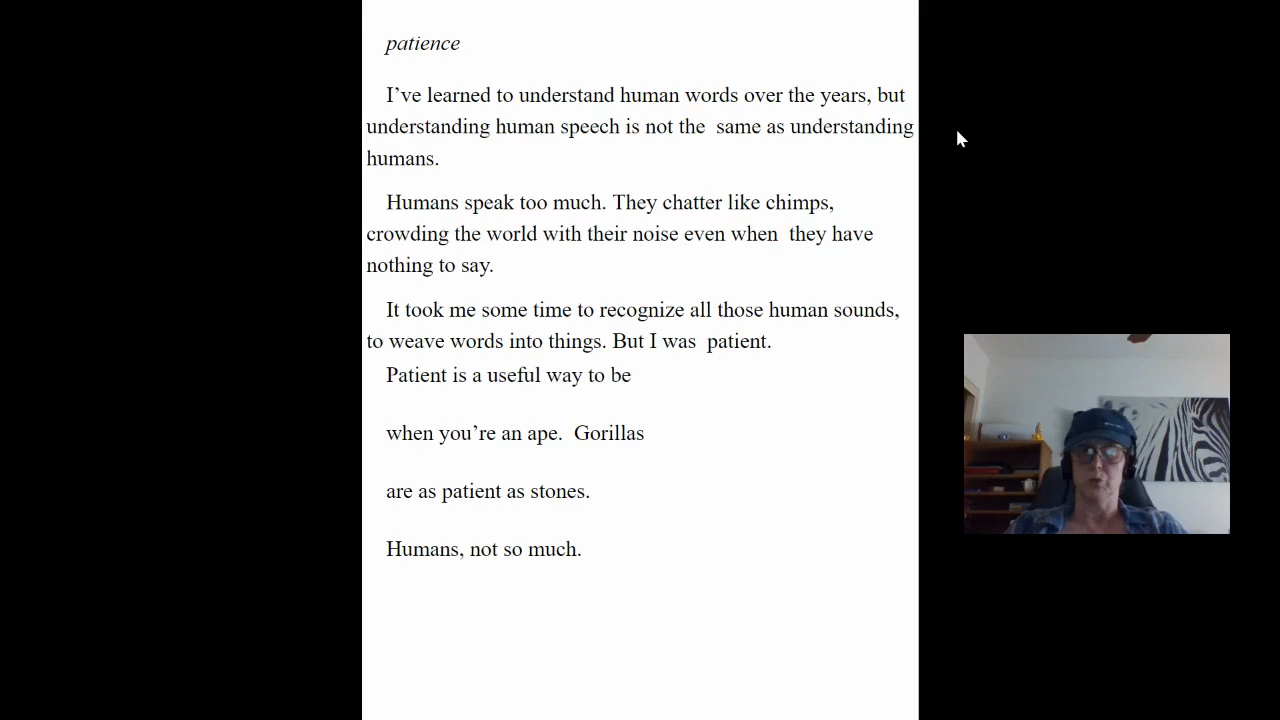 patience
I’ve learned to understand human words over the years, but
understanding human speech is not the same as understanding
humans.
Humans speak too much. They chatter like chimps,
crowding the world with their noise even when they have
nothing to say.
It took me some time to recognize all those human sounds,
to weave words into things. But I was patient.
Patient is a useful way to be
when you’re an ape. Gorillas
are as patient as stones.
Humans, not so much.